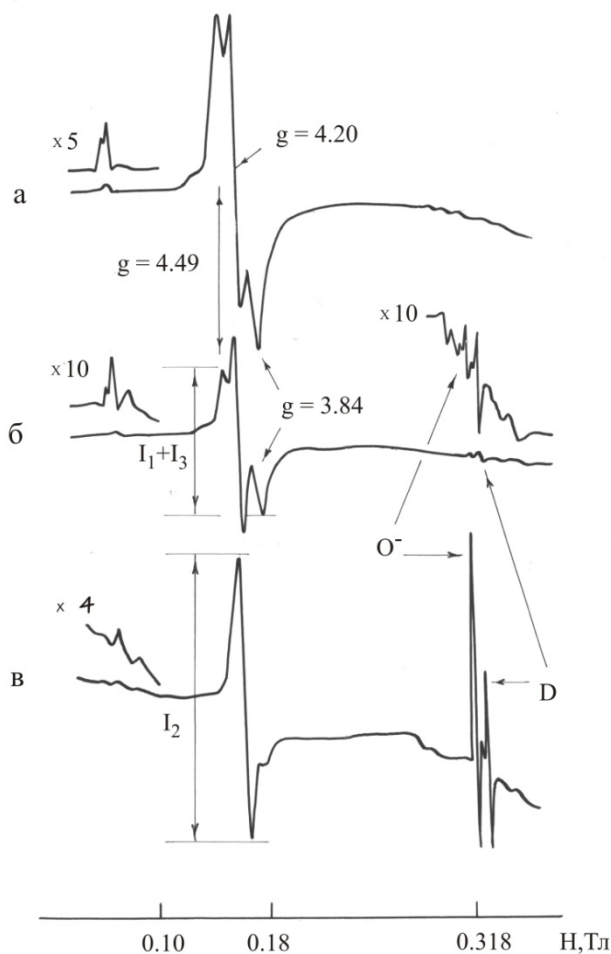 x 5
g = 4.20
а
g = 4.49
x 10
x 10
g = 3.84
б
I₁+I₃
O⁻
x 4
в
D
I₂
0.10
0.18
0.318
H,Тл